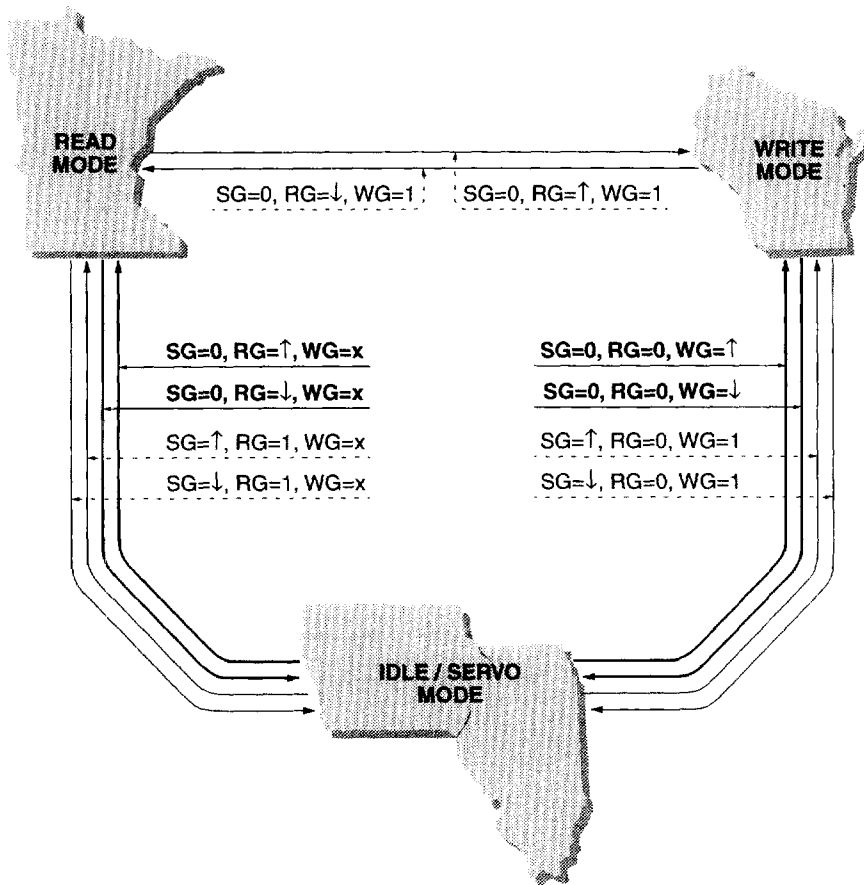 READ
MODE
WRITE
MODE
SG=0, RG=↓, WG=1
SG=0, RG=↑, WG=1
SG=0, RG=↑, WG=x
SG=0, RG=↓, WG=x
SG=↑, RG=1, WG=x
SG=↓, RG=1, WG=x
SG=0, RG=0, WG=↑
SG=0, RG=0, WG=↓
SG=↑, RG=0, WG=1
SG=↓, RG=0, WG=1
IDLE / SERVO
MODE